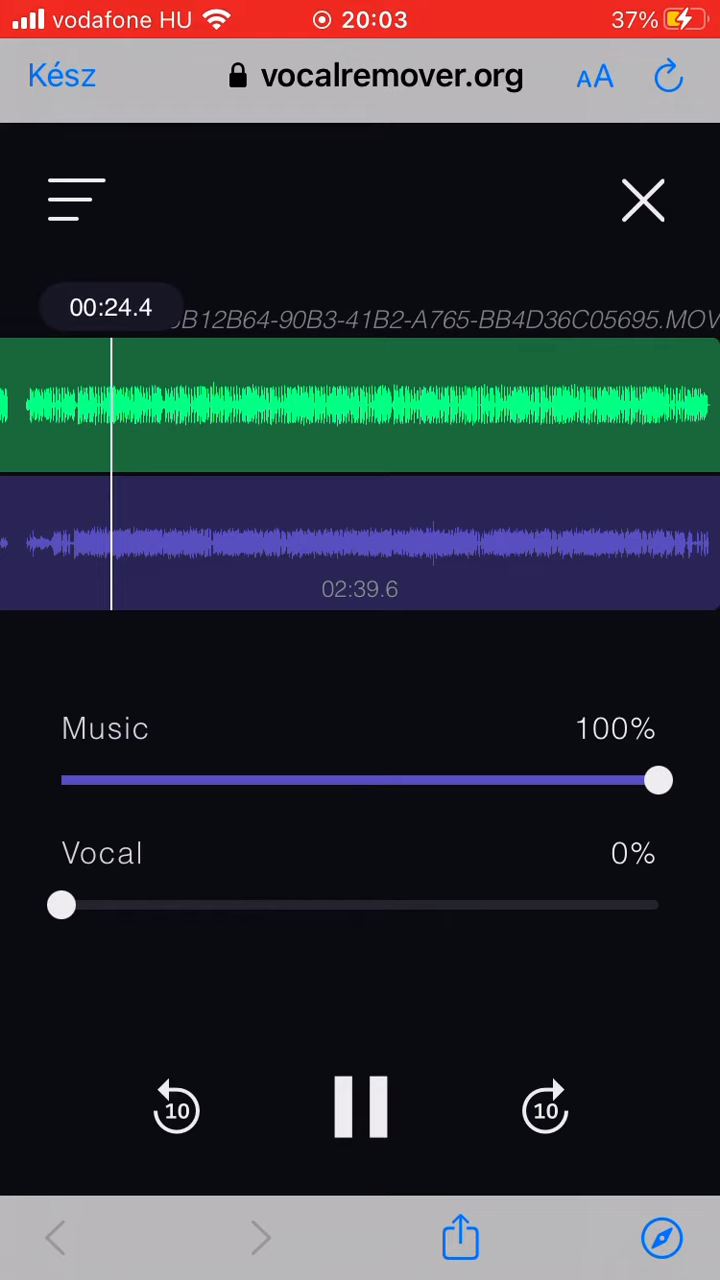 vodafone HU 20:03 37%
Kész vocalremover.org AA
00:24.4
B12B64-90B3-41B2-A765-BB4D36C05695.MOV
02:39.6
Music 100%
Vocal 0%
10 10